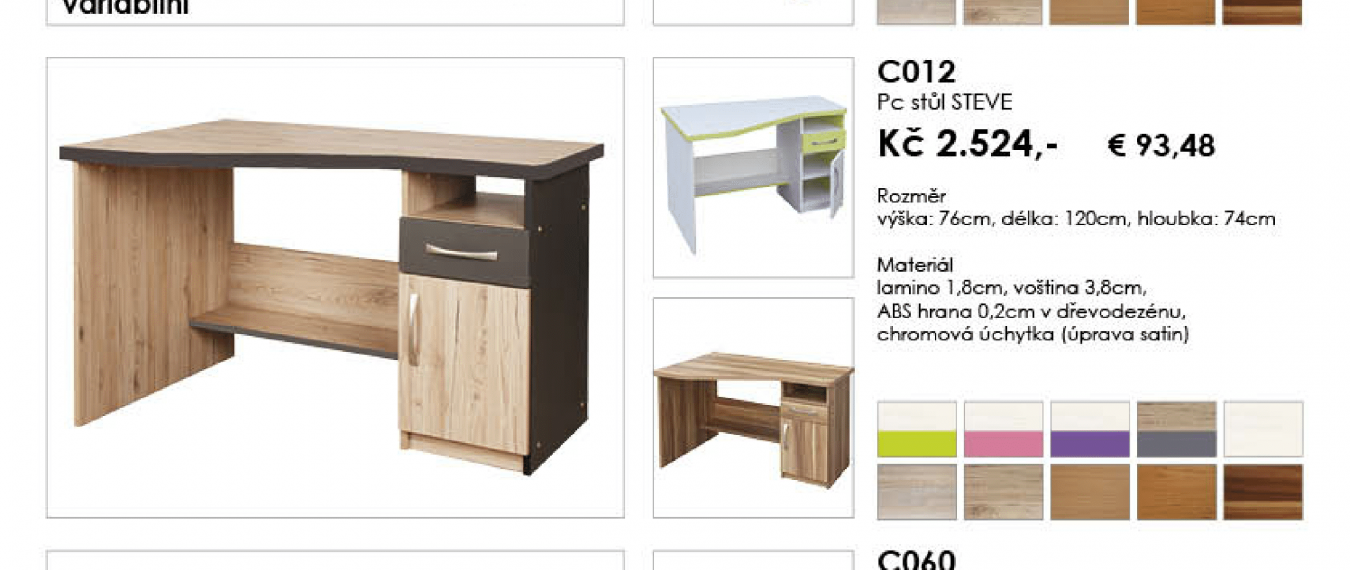 variabilní
C012
Pc stůl STEVE
Kč 2.524,- € 93,48
Rozměr
výška: 76cm, délka: 120cm, hloubka: 74cm
Materiál
lamino 1,8cm, voština 3,8cm,
ABS hrana 0,2cm v dřevodezénu,
chromová úchytka (úprava satin)
C060